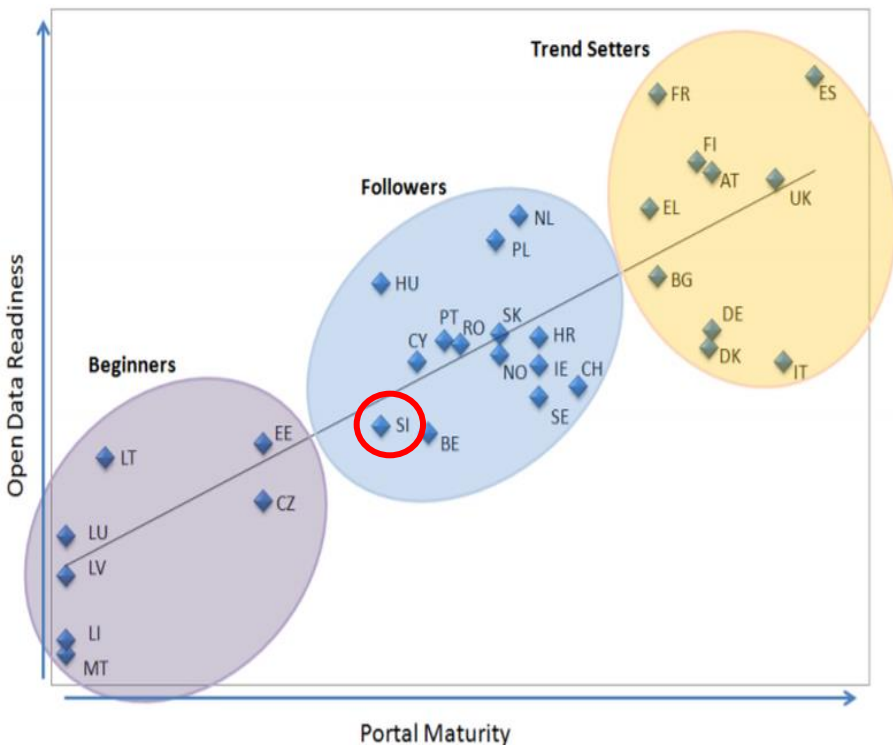 Trend Setters
FR
ES
FI
AT
UK
EL
Followers
NL
PL
BG
HU
DE
DK
IT
PT
RO
SK
HR
CY
NO
IE
CH
SE
Beginners
SI
BE
EE
LT
CZ
LU
LV
LI
MT
Open Data Readiness
Portal Maturity